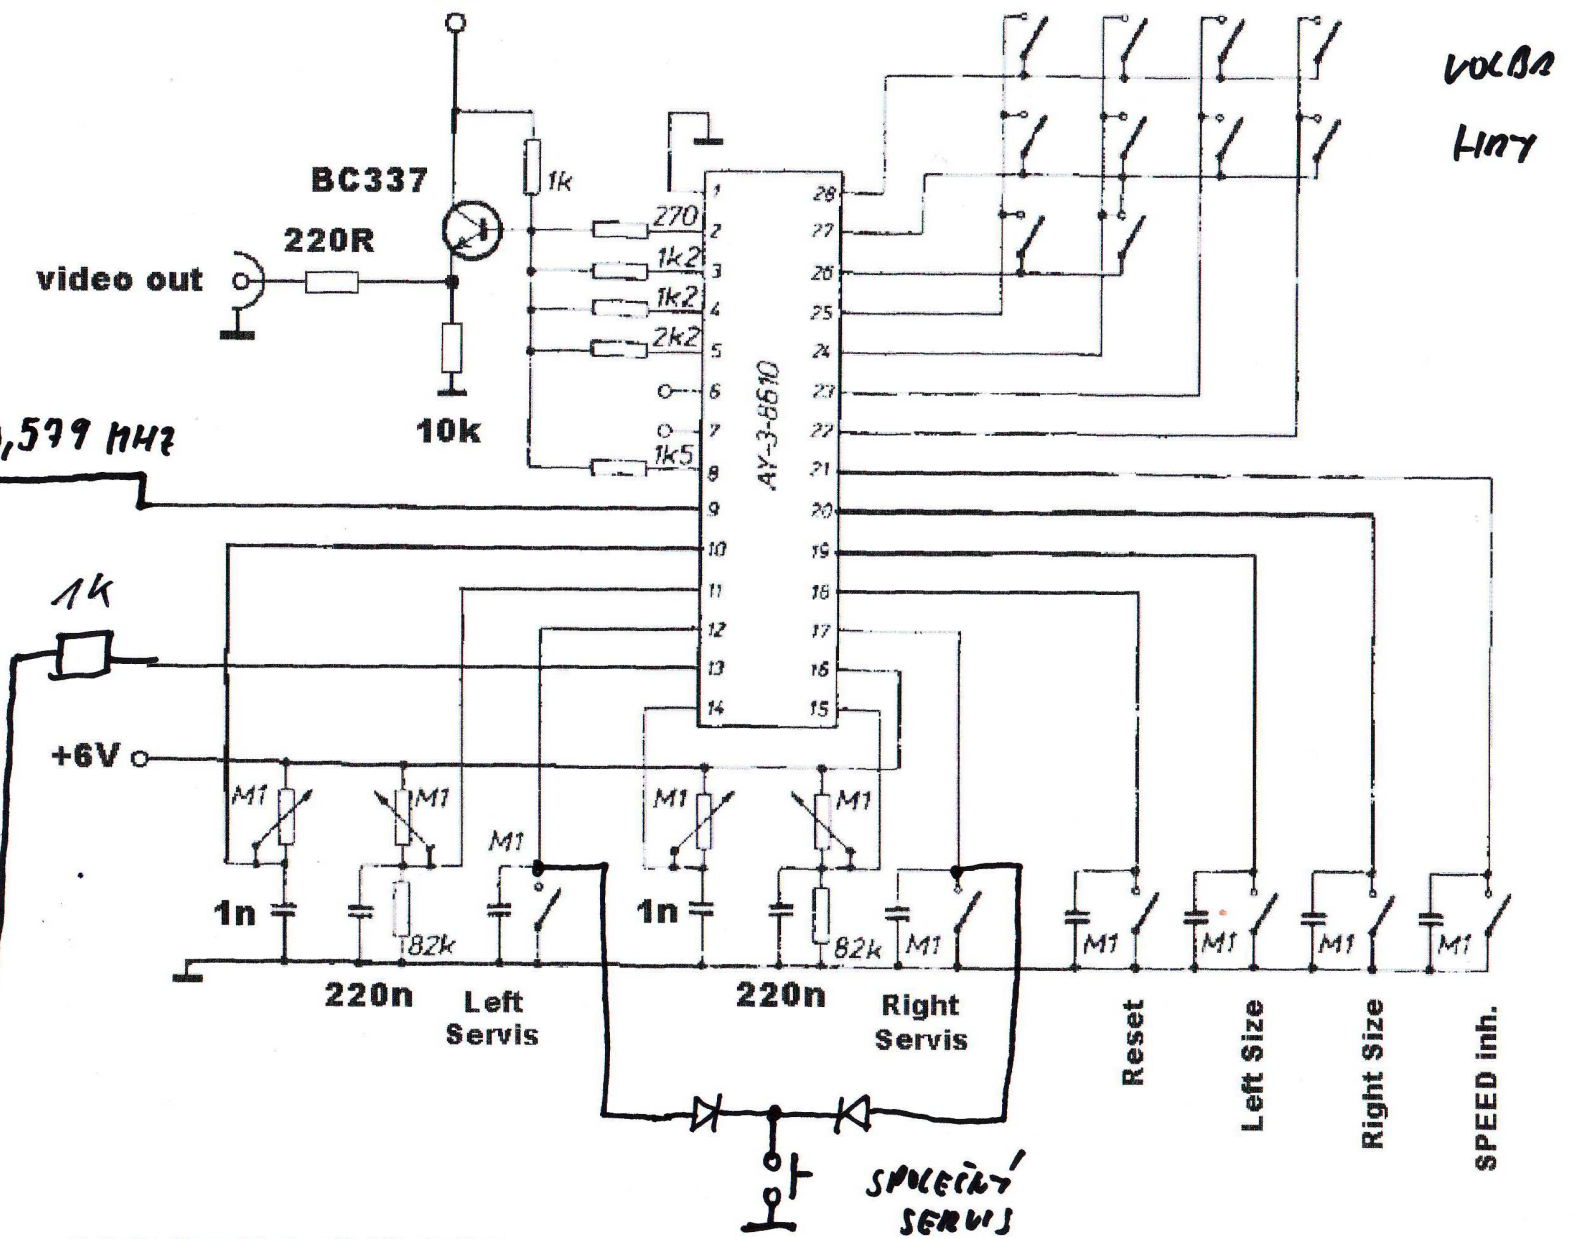 VOLBA
HRY
BC337
1k
220R
video out
270
1k2
1k2
2k2
1k5
10k
,579 MHz
AY-3-8610
1
2
3
4
5
6
7
8
9
10
11
12
13
14
28
27
26
25
24
23
22
21
20
19
18
17
16
15
1K
+6V
M1
M1
M1
M1
M1
1n
82k
220n
1n
82k
220n
M1
M1
M1
M1
M1
Left
Servis
Right
Servis
Reset
Left Size
Right Size
SPEED inh.
SPOLEČNÝ
SERVIS